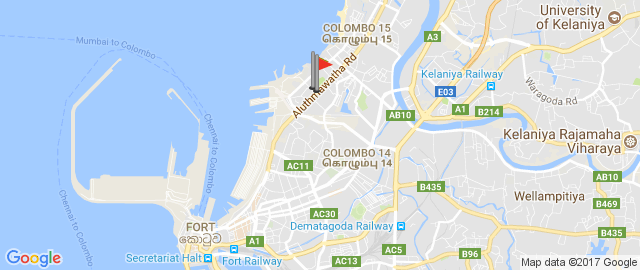 COLOMBO 15
கொழும்பு 15
University
of Kelaniya
Mumbai to Colombo
A3
Aluthmawatha Rd
Kelaniya Railway
Waragoda Rd
E03
A1
B214
AB10
Chennai to Colombo
Dubai to Colombo
Kelaniya Rajamaha
Viharaya
COLOMBO 14
கொழும்பு 14
AC11
AB10
B435
Wellampitiya
B469
AC30
FORT
කොටුව
Dematagoda Railway
B435
A1
Secretariat Halt
Fort Railway
AC5
AC13
B96
Google
Map data ©2017 Google